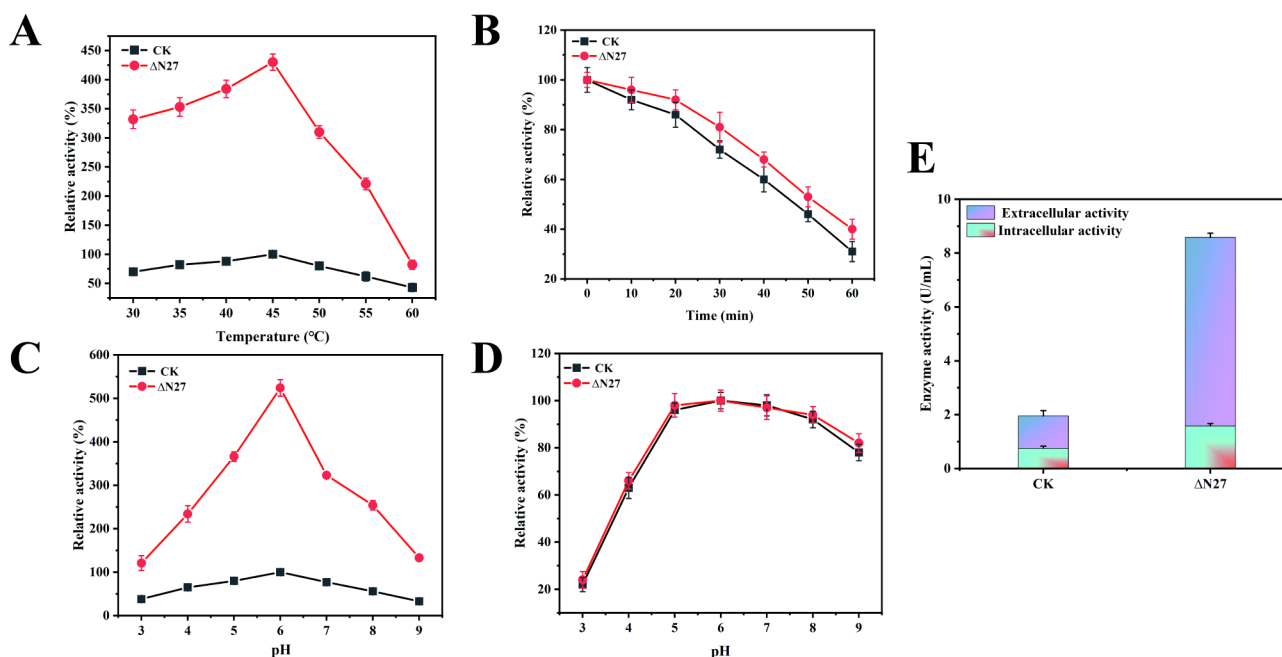 A
CK
ΔN27
450
400
350
300
250
200
150
100
50
Relative activity (%)
30 35 40 45 50 55 60
Temperature (°C)
B
CK
ΔN27
120
100
80
60
40
20
Relative activity (%)
0 10 20 30 40 50 60
Time (min)
C
CK
ΔN27
600
500
400
300
200
100
0
Relative activity (%)
3 4 5 6 7 8 9
pH
D
CK
ΔN27
120
100
80
60
40
20
Relative activity (%)
3 4 5 6 7 8 9
pH
E
Extracellular activity
Intracellular activity
10
8
6
4
2
0
Enzyme activity (U/mL)
CK ΔN27